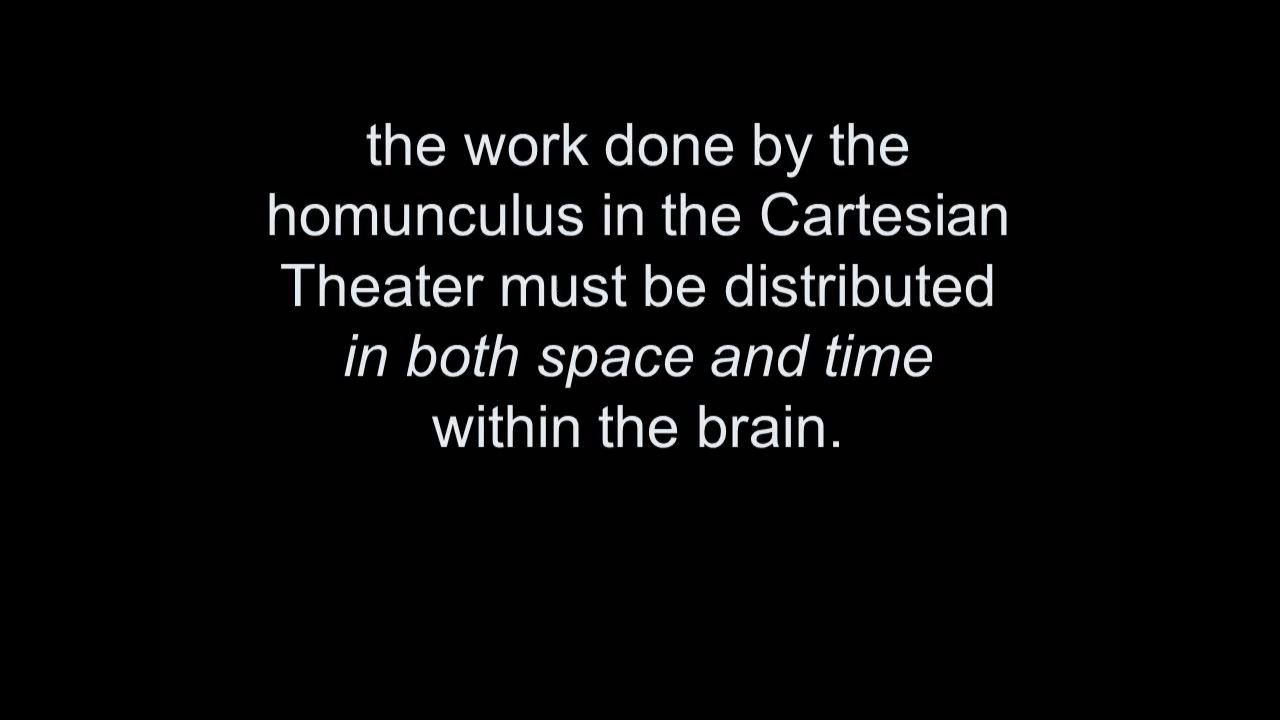 the work done by the
homunculus in the Cartesian
Theater must be distributed
in both space and time
within the brain.